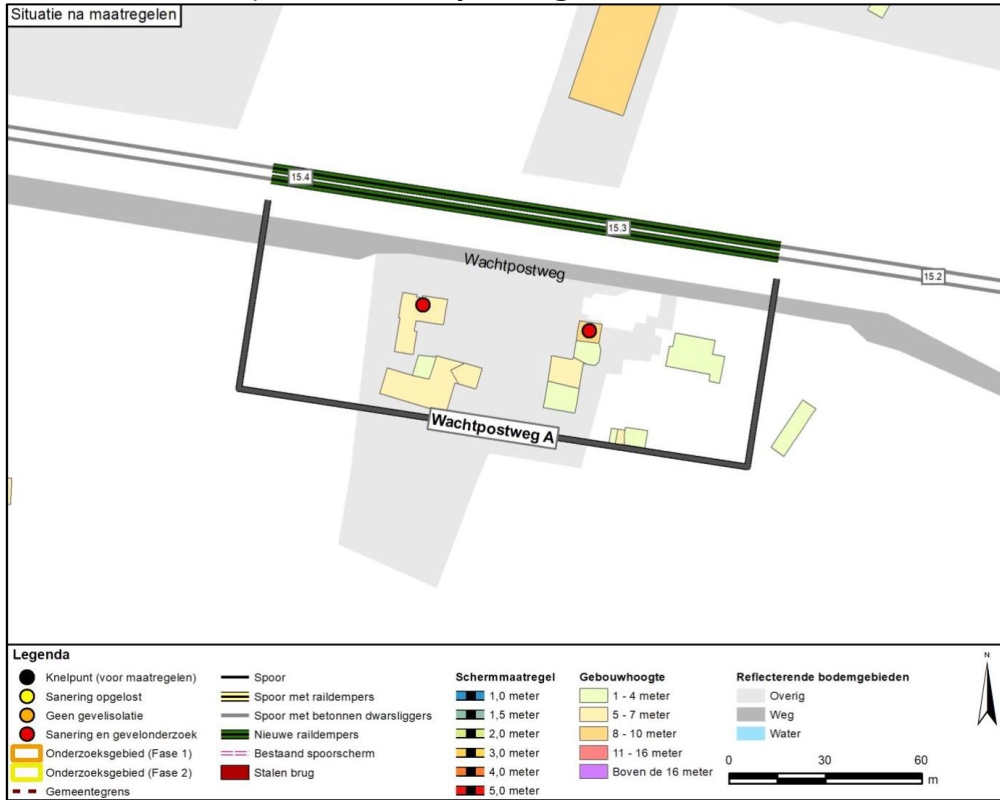 Situatie na maatregelen
15.4
15.3
Wachtpostweg
15.2
Wachtpostweg A
Legenda
Knelpunt (voor maatregelen)
Sanering opgelost
Geen gevelisolatie
Sanering en gevelonderzoek
Onderzoeksgebied (Fase 1)
Onderzoeksgebied (Fase 2)
Gemeentegrens
Spoor
Spoor met raildempers
Spoor met betonnen dwarsliggers
Nieuwe raildempers
Bestaand spoorscherm
Stalen brug
Schermmaatregel
1,0 meter
1,5 meter
2,0 meter
3,0 meter
4,0 meter
5,0 meter
Gebouwhoogte
1 - 4 meter
5 - 7 meter
8 - 10 meter
11 - 16 meter
Boven de 16 meter
Reflecterende bodemgebieden
Overig
Weg
Water
N
0 30 60
m